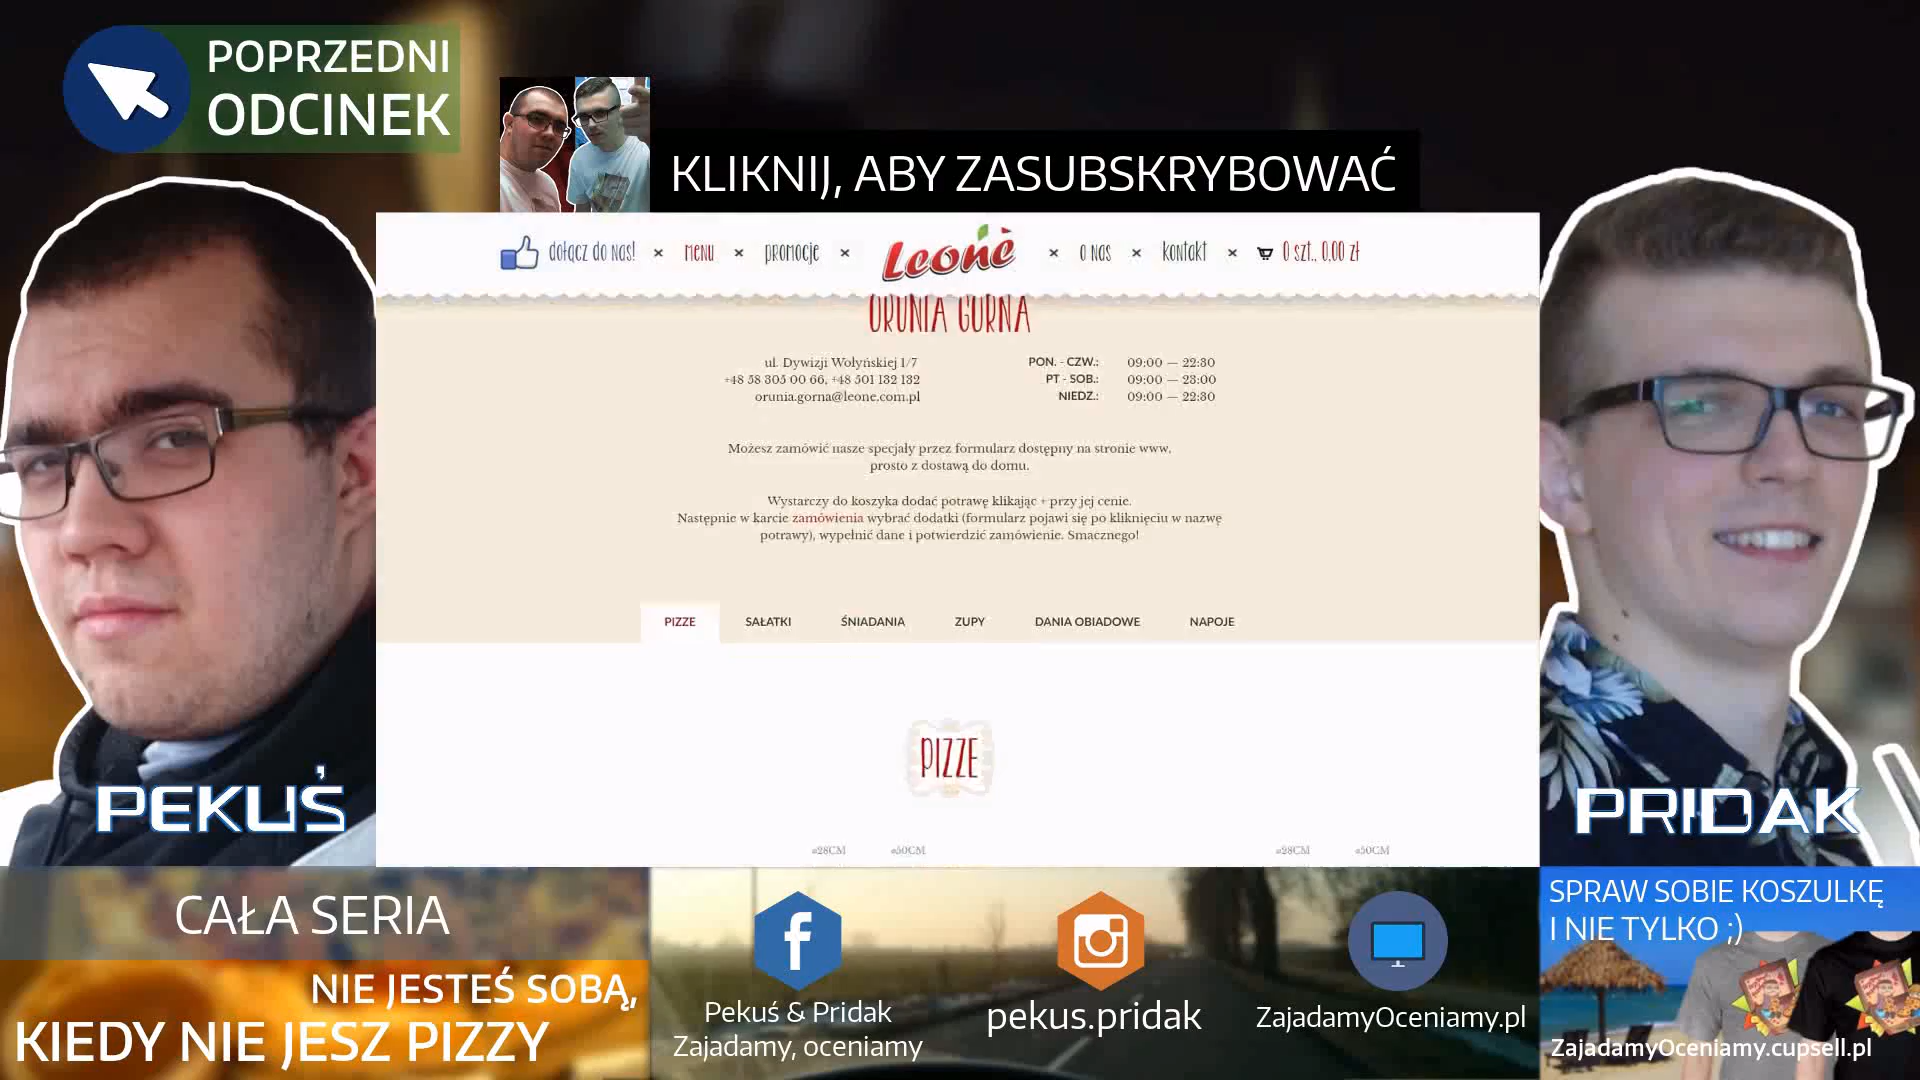 POPRZEDNI
ODCINEK
KLIKNIJ, ABY ZASUBSKRYBOWAĆ
dołącz do nas! × menu × promocje × Leonè × o nas × kontakt × 0 szt., 0,00 zł
ORUNIA GÓRNA
ul. Dywizji Wołyńskiej 1/7
+48 58 305 00 66, +48 501 132 132
orunia.gorna@leone.com.pl
PON. - CZW.: 09:00 — 22:30
PT - SOB.: 09:00 — 23:00
NIEDZ.: 09:00 — 22:30
Możesz zamówić nasze specjały przez formularz dostępny na stronie www,
prosto z dostawą do domu.
Wystarczy do koszyka dodać potrawę klikając + przy jej cenie.
Następnie w karcie zamówienia wybrać dodatki (formularz pojawi się po kliknięciu w nazwę
potrawy), wypełnić dane i potwierdzić zamówienie. Smacznego!
PIZZE SAŁATKI ŚNIADANIA ZUPY DANIA OBIADOWE NAPOJE
PIZZE
ø28CM ø50CM ø28CM ø50CM
PEKUŚ
PRIDAK
CAŁA SERIA
NIE JESTEŚ SOBĄ,
KIEDY NIE JESZ PIZZY
Pekuś & Pridak
Zajadamy, oceniamy
pekus.pridak
ZajadamyOceniamy.pl
SPRAW SOBIE KOSZULKĘ
I NIE TYLKO ;)
ZajadamyOceniamy.cupsell.pl